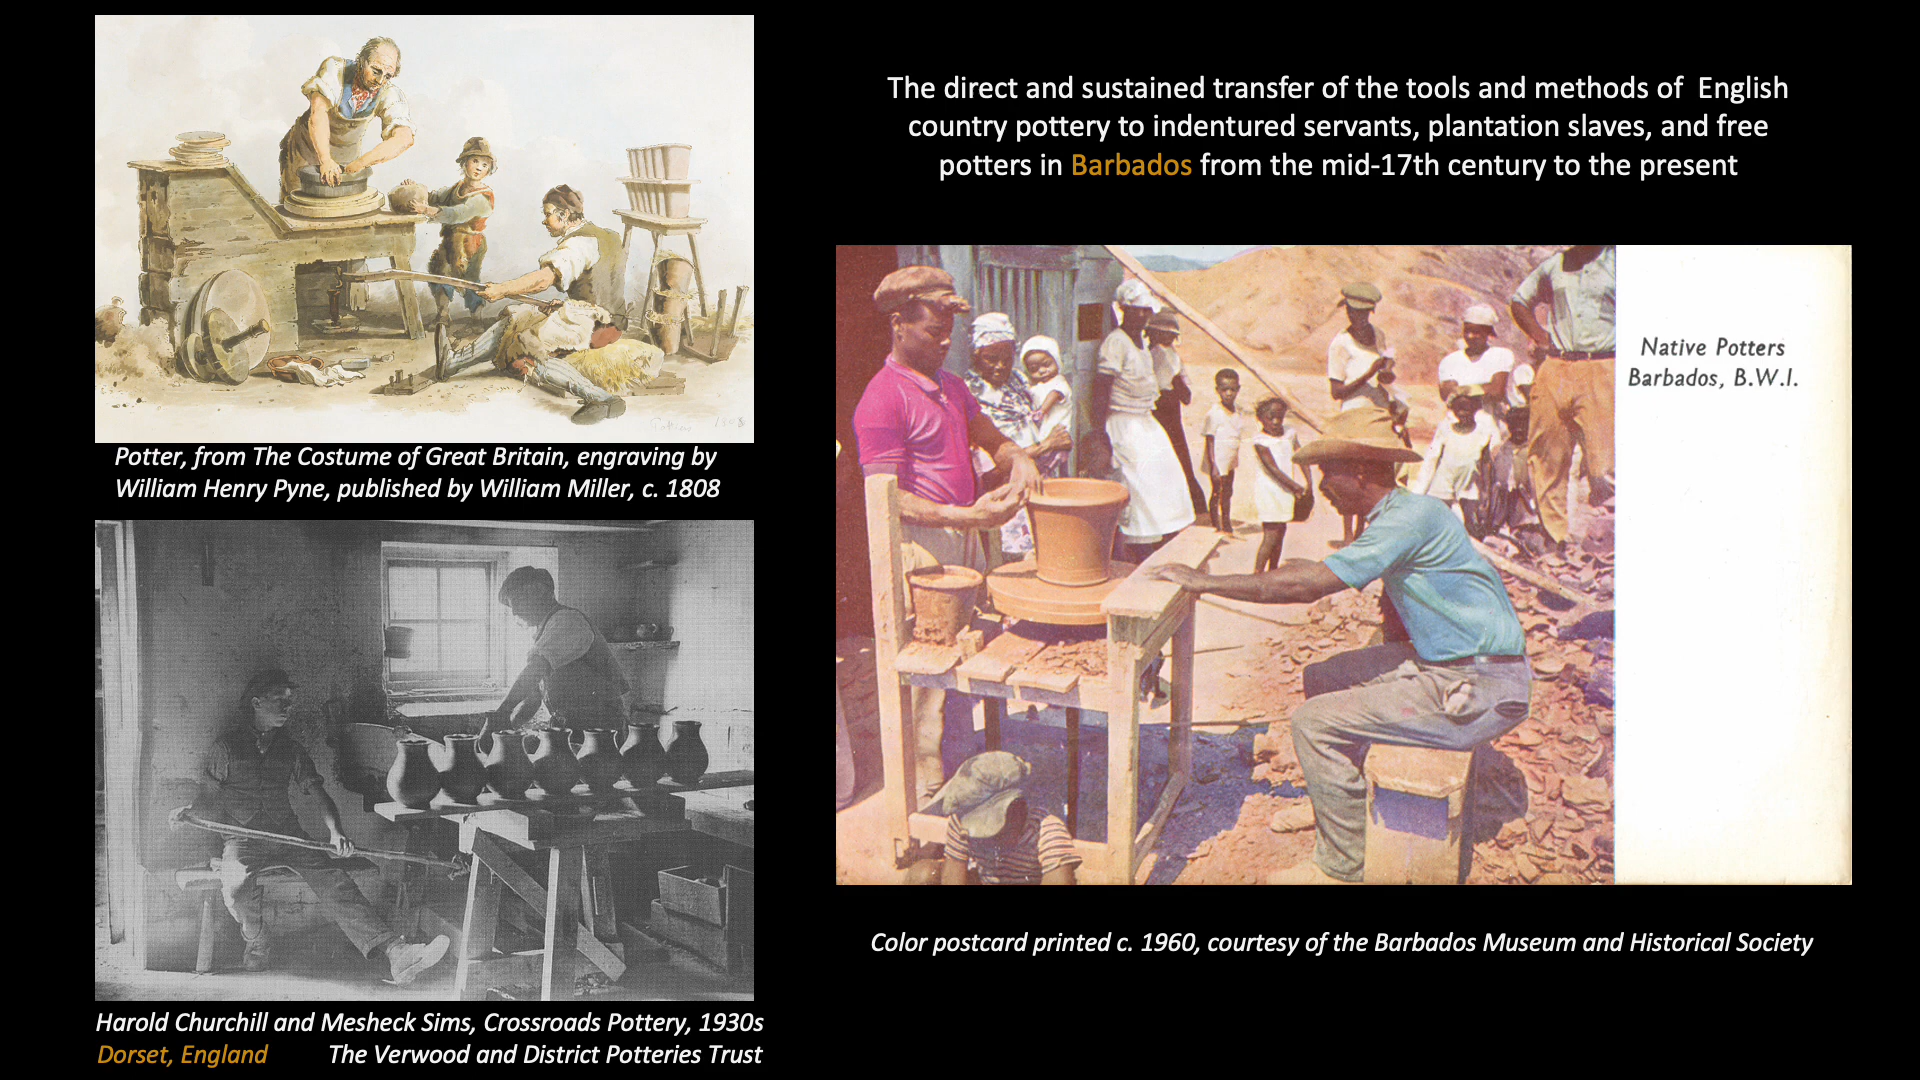 The direct and sustained transfer of the tools and methods of  English
country pottery to indentured servants, plantation slaves, and free
potters in Barbados from the mid-17th century to the present
Potter, from The Costume of Great Britain, engraving by
William Henry Pyne, published by William Miller, c. 1808
Native Potters
Barbados, B.W.I.
Color postcard printed c. 1960, courtesy of the Barbados Museum and Historical Society
Harold Churchill and Mesheck Sims, Crossroads Pottery, 1930s
Dorset, England The Verwood and District Potteries Trust